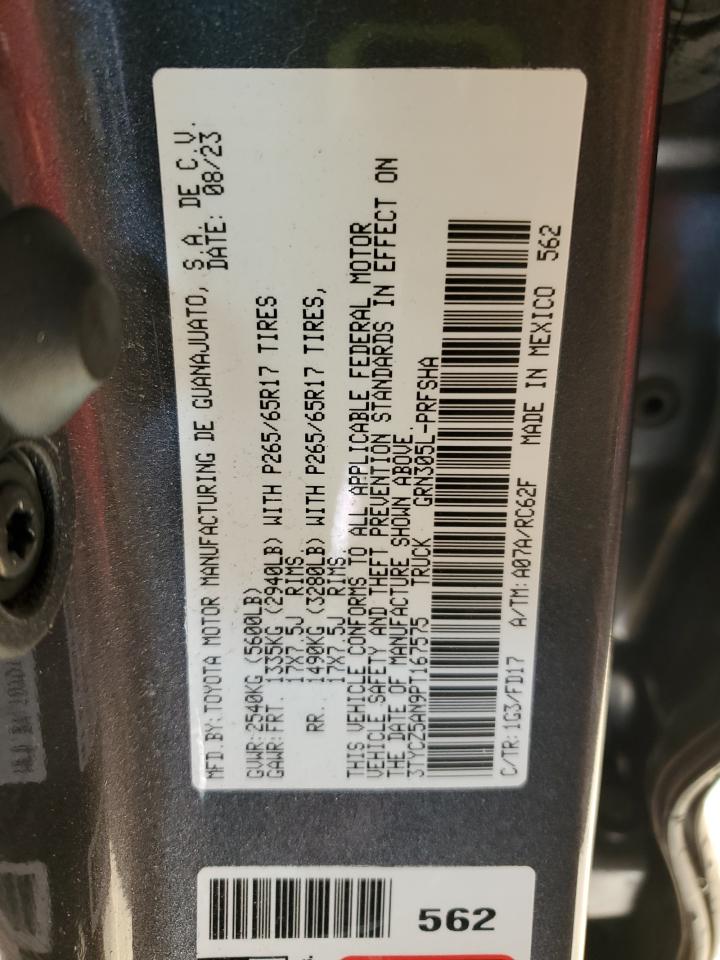 MFD.BY:TOYOTA MOTOR MANUFACTURING DE GUANAJUATO, S.A. DE C.V.
DATE: 08/23
GVWR:2540KG (5600LB)
GAWR:FRT. 1335KG (2940LB) WITH P265/65R17 TIRES
17X7.5J RIMS.
RR. 1490KG (3280LB) WITH P265/65R17 TIRES,
17X7.5J RIMS.
THIS VEHICLE CONFORMS TO ALL APPLICABLE FEDERAL MOTOR
VEHICLE SAFETY AND THEFT PREVENTION STANDARDS IN EFFECT ON
THE DATE OF MANUFACTURE SHOWN ABOVE.
3TYCZ5AN9PT167575 TRUCK GRN305L-PRFSHA
C/TR:1G3/FD17 A/TM:A07A/RC62F MADE IN MEXICO 562
562